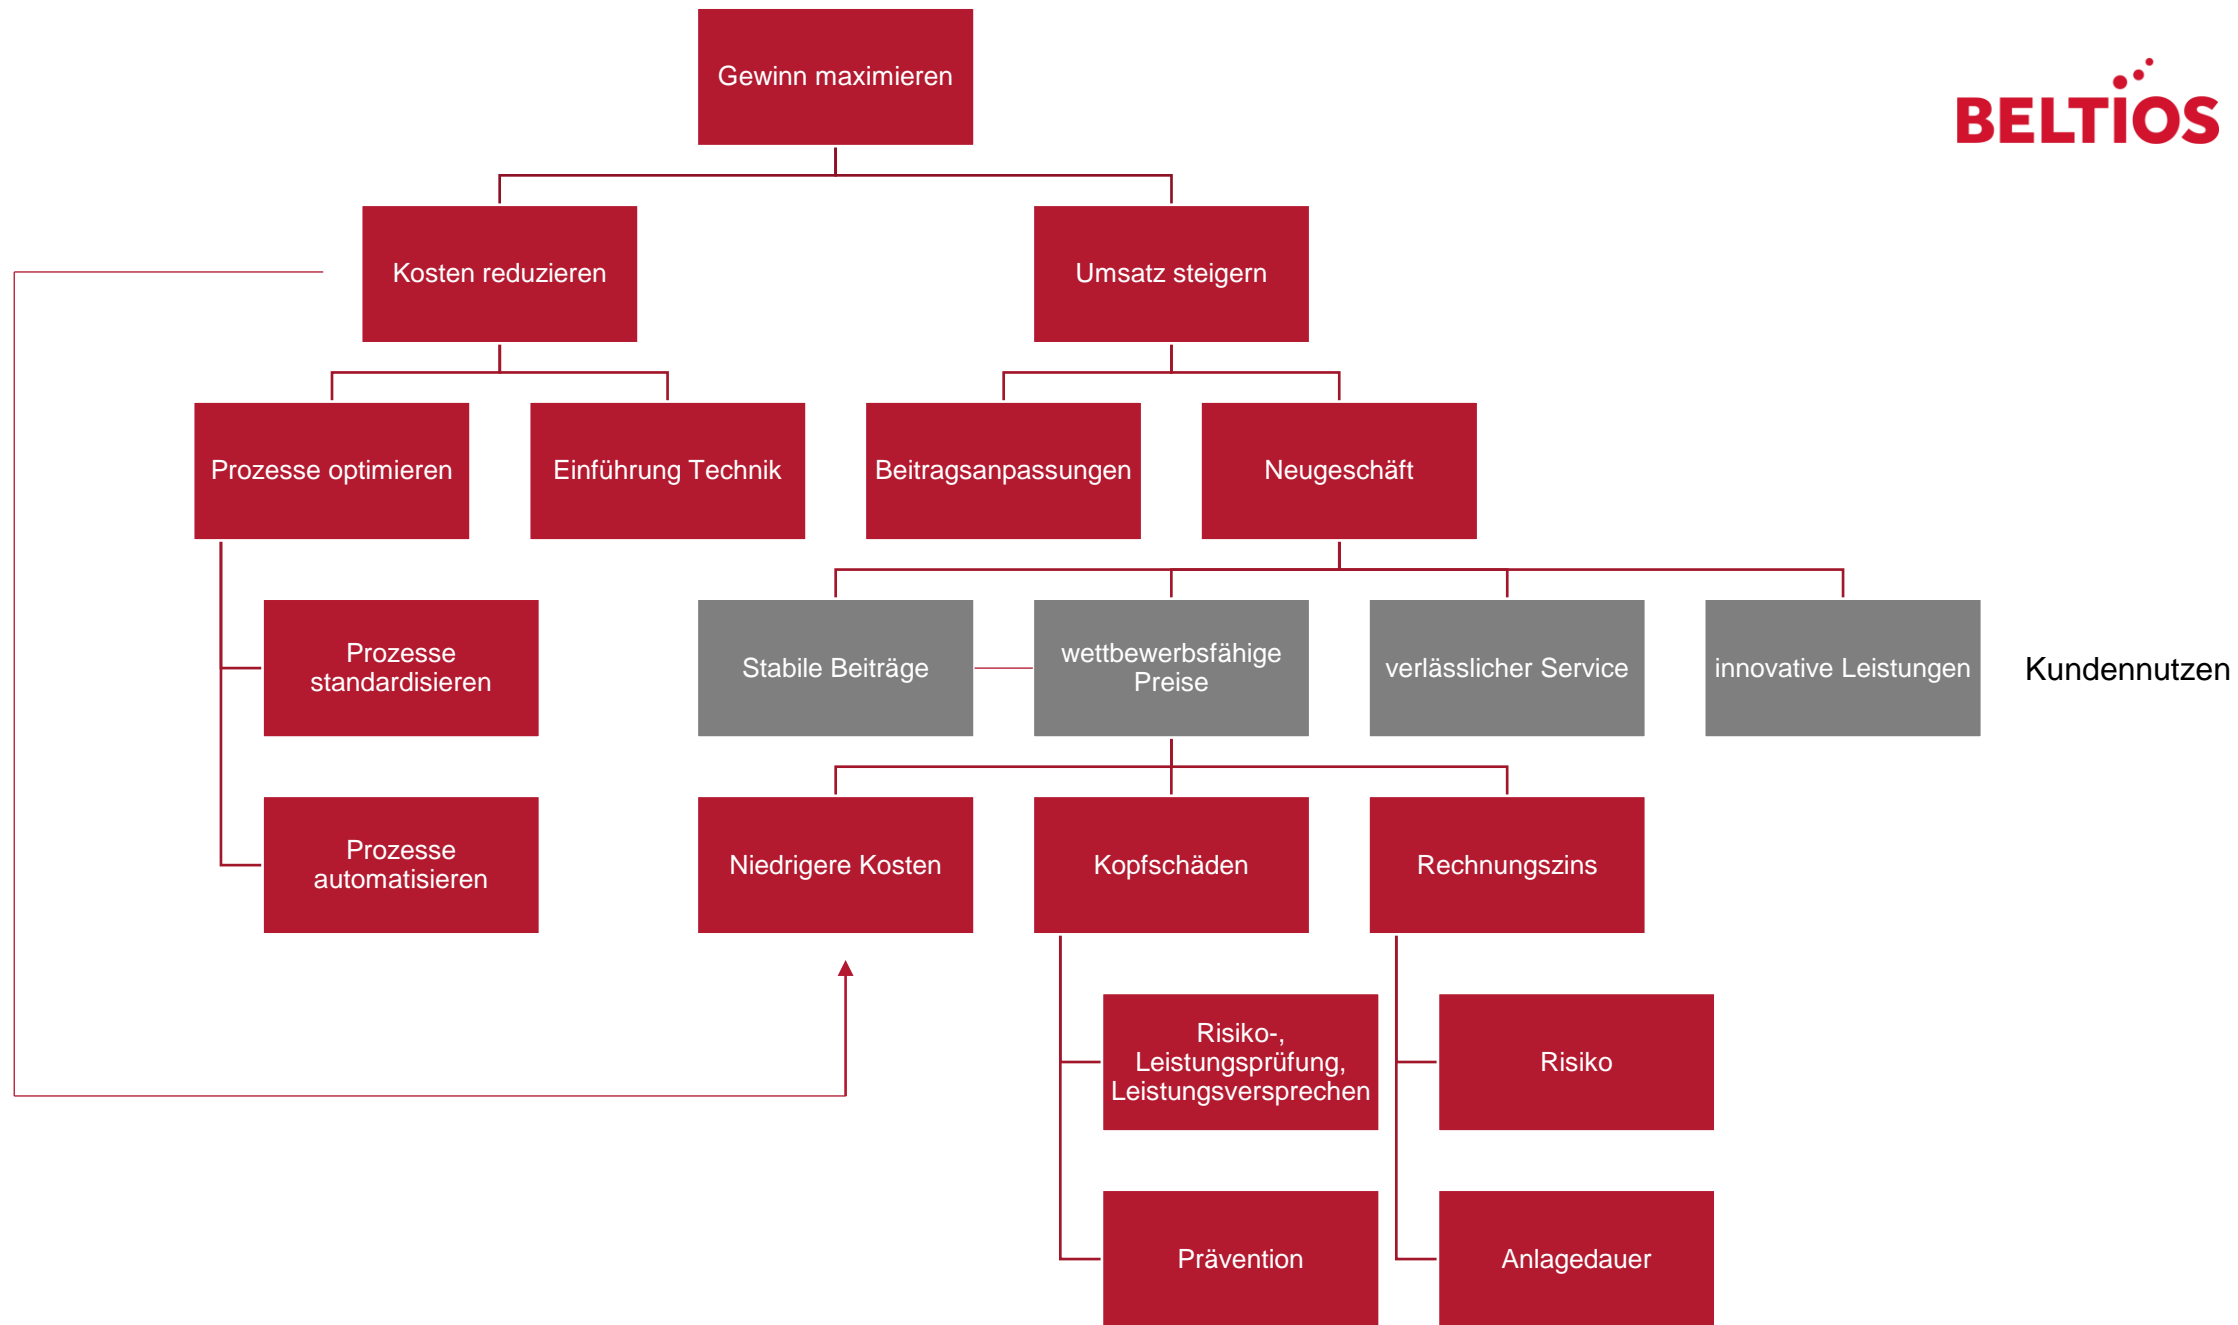 Gewinn maximieren
BELTIOS
Kosten reduzieren
Umsatz steigern
Prozesse optimieren
Einführung Technik
Beitragsanpassungen
Neugeschäft
Prozesse
standardisieren
Stabile Beiträge
wettbewerbsfähige
Preise
verlässlicher Service
innovative Leistungen
Kundennutzen
Prozesse
automatisieren
Niedrigere Kosten
Kopfschäden
Rechnungszins
Risiko-,
Leistungsprüfung,
Leistungsversprechen
Risiko
Prävention
Anlagedauer